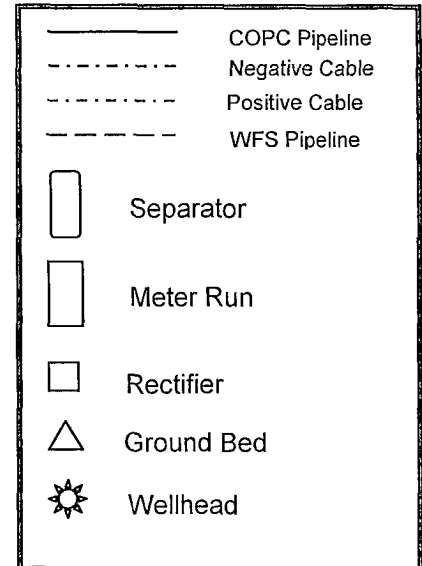 COPC Pipeline
Negative Cable
Positive Cable
WFS Pipeline
Separator
Meter Run
Rectifier
Ground Bed
Wellhead